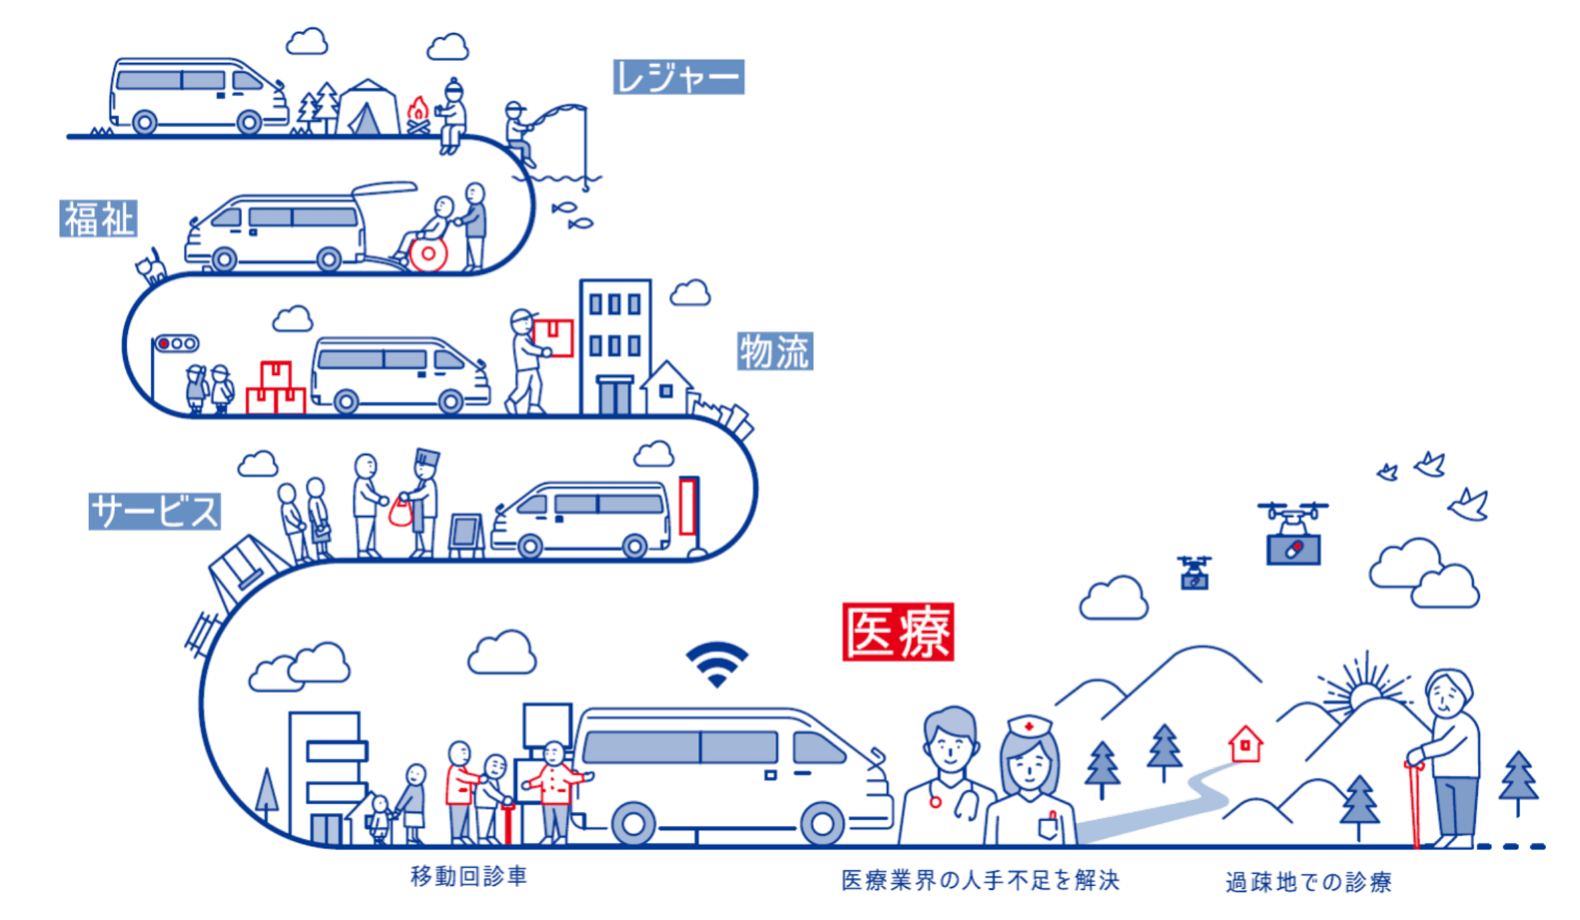 レジャー
福祉
物流
サービス
医療
移動回診車
医療業界の人手不足を解決
過疎地での診療